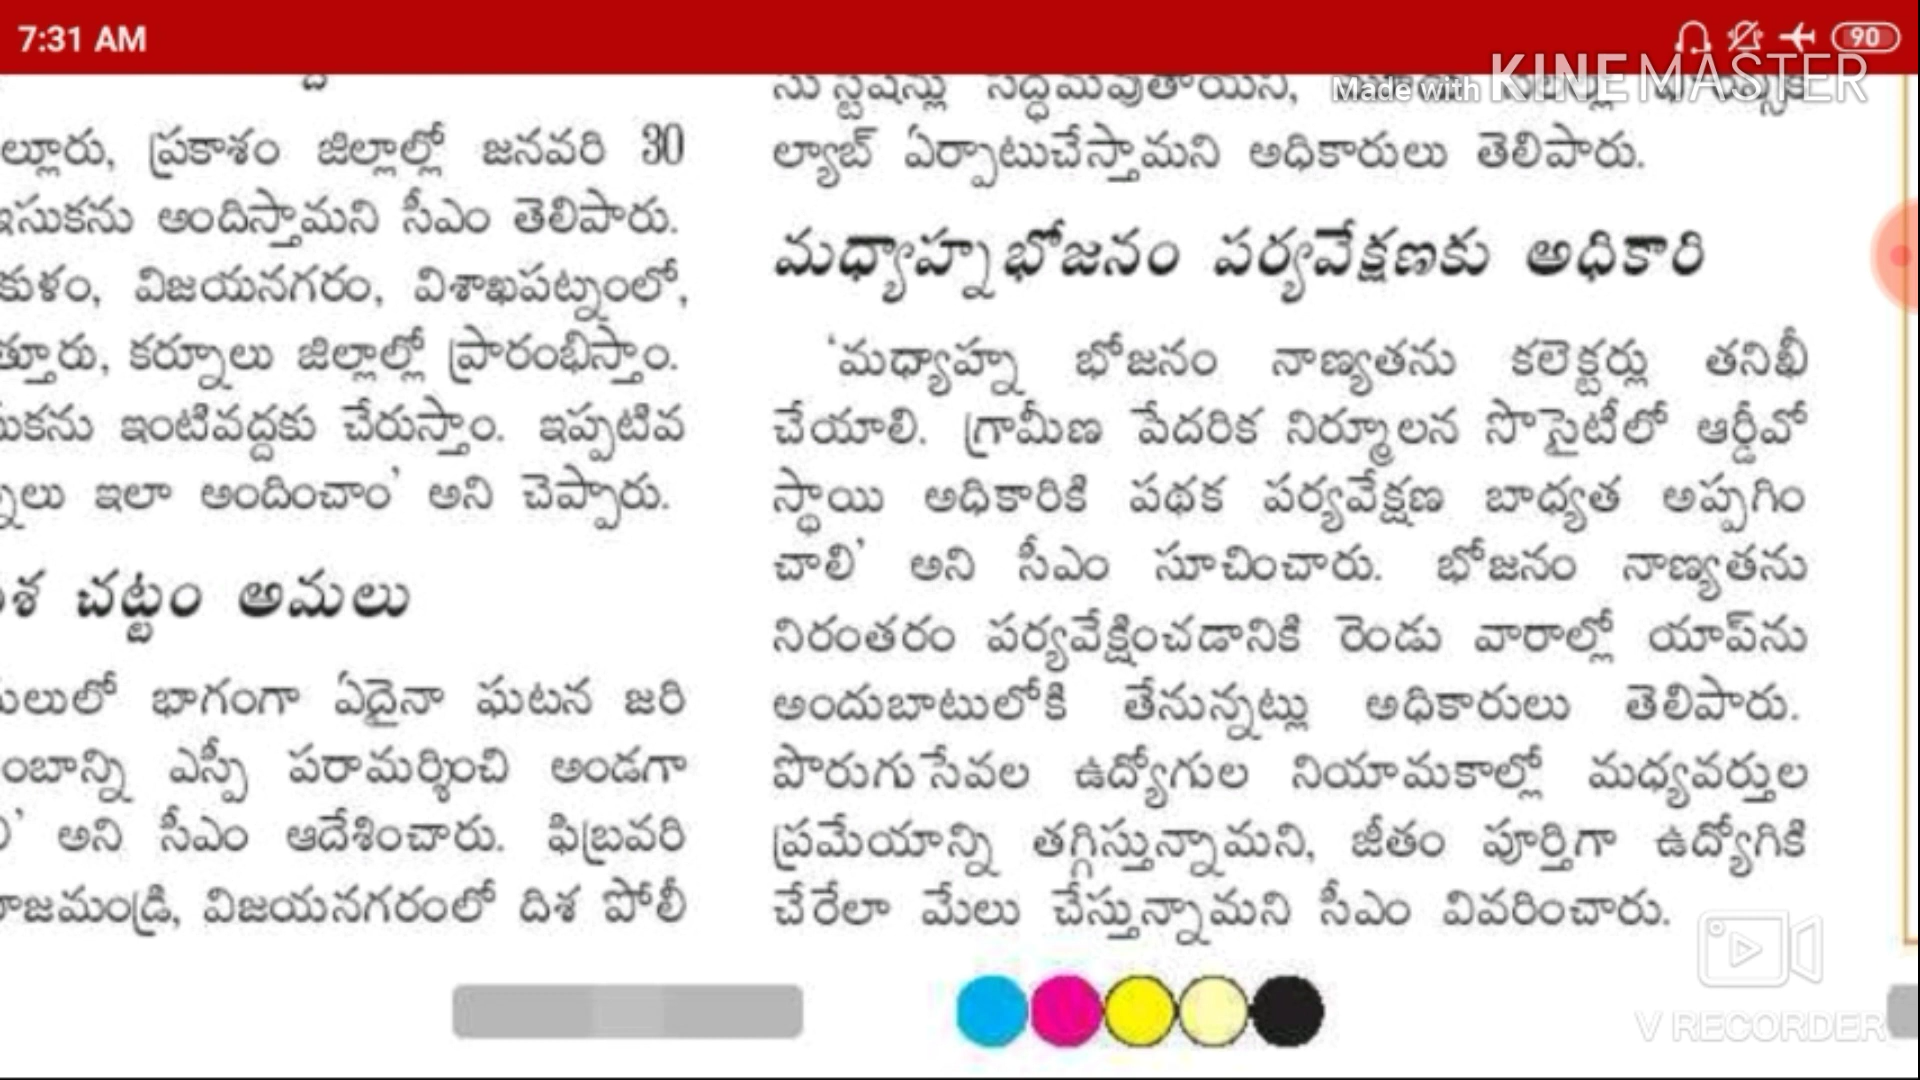 7:31 AM
90
Made with KINEMASTER
ల్లూరు, ప్రకాశం జిల్లాల్లో జనవరి 30
ఇసుకను అందిస్తామని సీఎం తెలిపారు.
కుళం, విజయనగరం, విశాఖపట్నంలో,
త్తూరు, కర్నూలు జిల్లాల్లో ప్రారంభిస్తాం.
ఇంటివద్దకు చేరుస్తాం. ఇప్పటివ
ఇలా అందించాం' అని చెప్పారు.
చట్టం అమలు
భాగంగా ఏదైనా ఘటన జరి
ఎస్పీ పరామర్శించి అండగా
అని సీఎం ఆదేశించారు. ఫిబ్రవరి
విజయనగరంలో దిశ పోలీ
ల్యాబ్ ఏర్పాటుచేస్తామని అధికారులు తెలిపారు.
మధ్యాహ్న భోజనం పర్యవేక్షణకు అధికారి
'మధ్యాహ్న భోజనం నాణ్యతను కలెక్టర్లు తనిఖీ
చేయాలి. గ్రామీణ పేదరిక నిర్మూలన సొసైటీలో ఆర్డీవో
స్థాయి అధికారికి పథక పర్యవేక్షణ బాధ్యత అప్పగిం
చాలి' అని సీఎం సూచించారు. భోజనం నాణ్యతను
నిరంతరం పర్యవేక్షించడానికి రెండు వారాల్లో యాప్‌ను
అందుబాటులోకి తేనున్నట్లు అధికారులు తెలిపారు.
పొరుగు సేవల ఉద్యోగుల నియామకాల్లో మధ్యవర్తుల
ప్రమేయాన్ని తగ్గిస్తున్నామని, జీతం పూర్తిగా ఉద్యోగికి
చేరేలా మేలు చేస్తున్నామని సీఎం వివరించారు.
V RECORDER